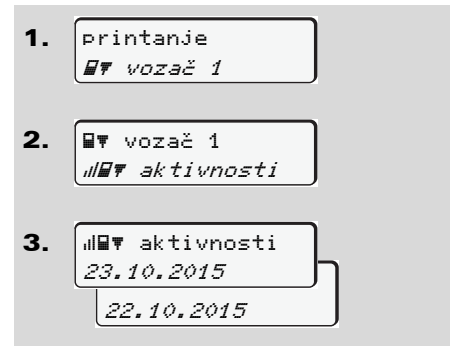 1. printanje
vozač 1
2. vozač 1
aktivnosti
3. aktivnosti
23.10.2015
22.10.2015